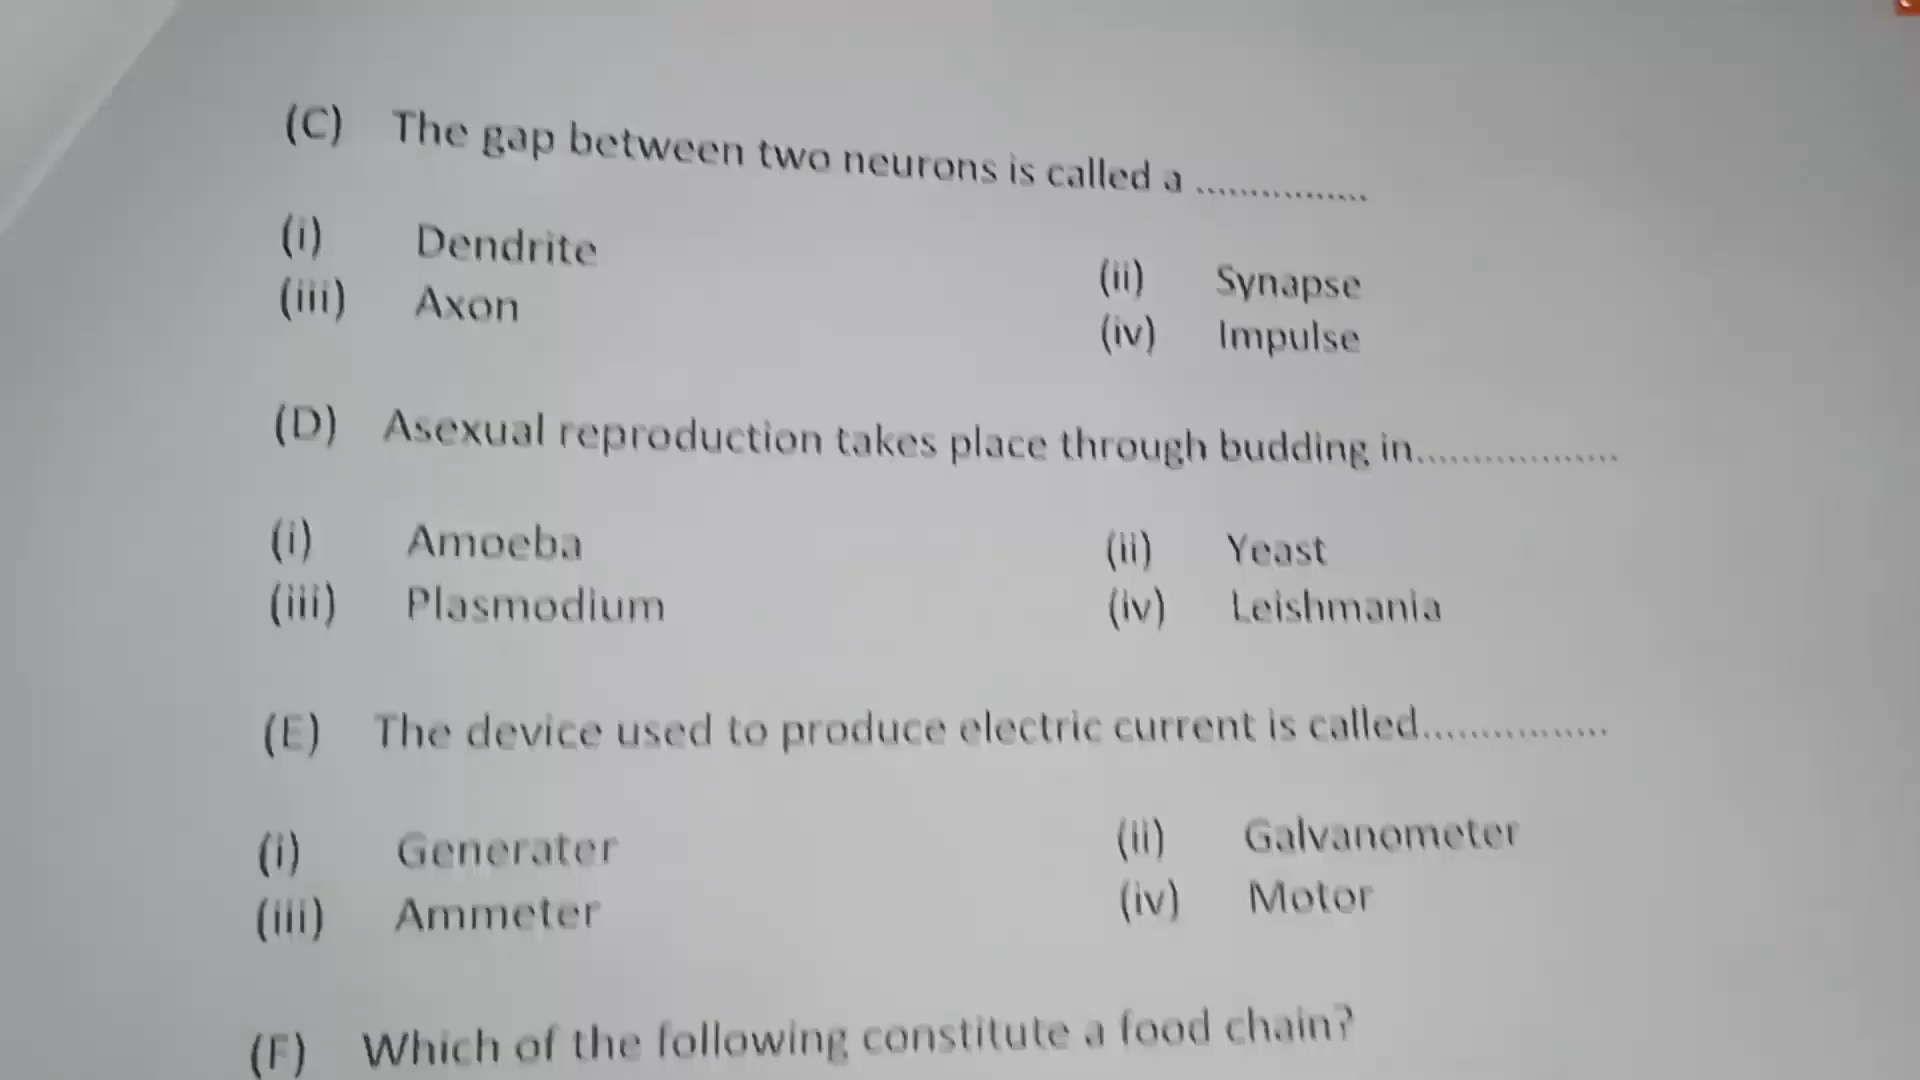 (C) The gap between two neurons is called a ................
(i) Dendrite (ii) Synapse
(iii) Axon (iv) Impulse
(D) Asexual reproduction takes place through budding in..................
(i) Amoeba (ii) Yeast
(iii) Plasmodium (iv) Leishmania
(E) The device used to produce electric current is called................
(i) Generater (ii) Galvanometer
(iii) Ammeter (iv) Motor
(F) Which of the following constitute a food chain?